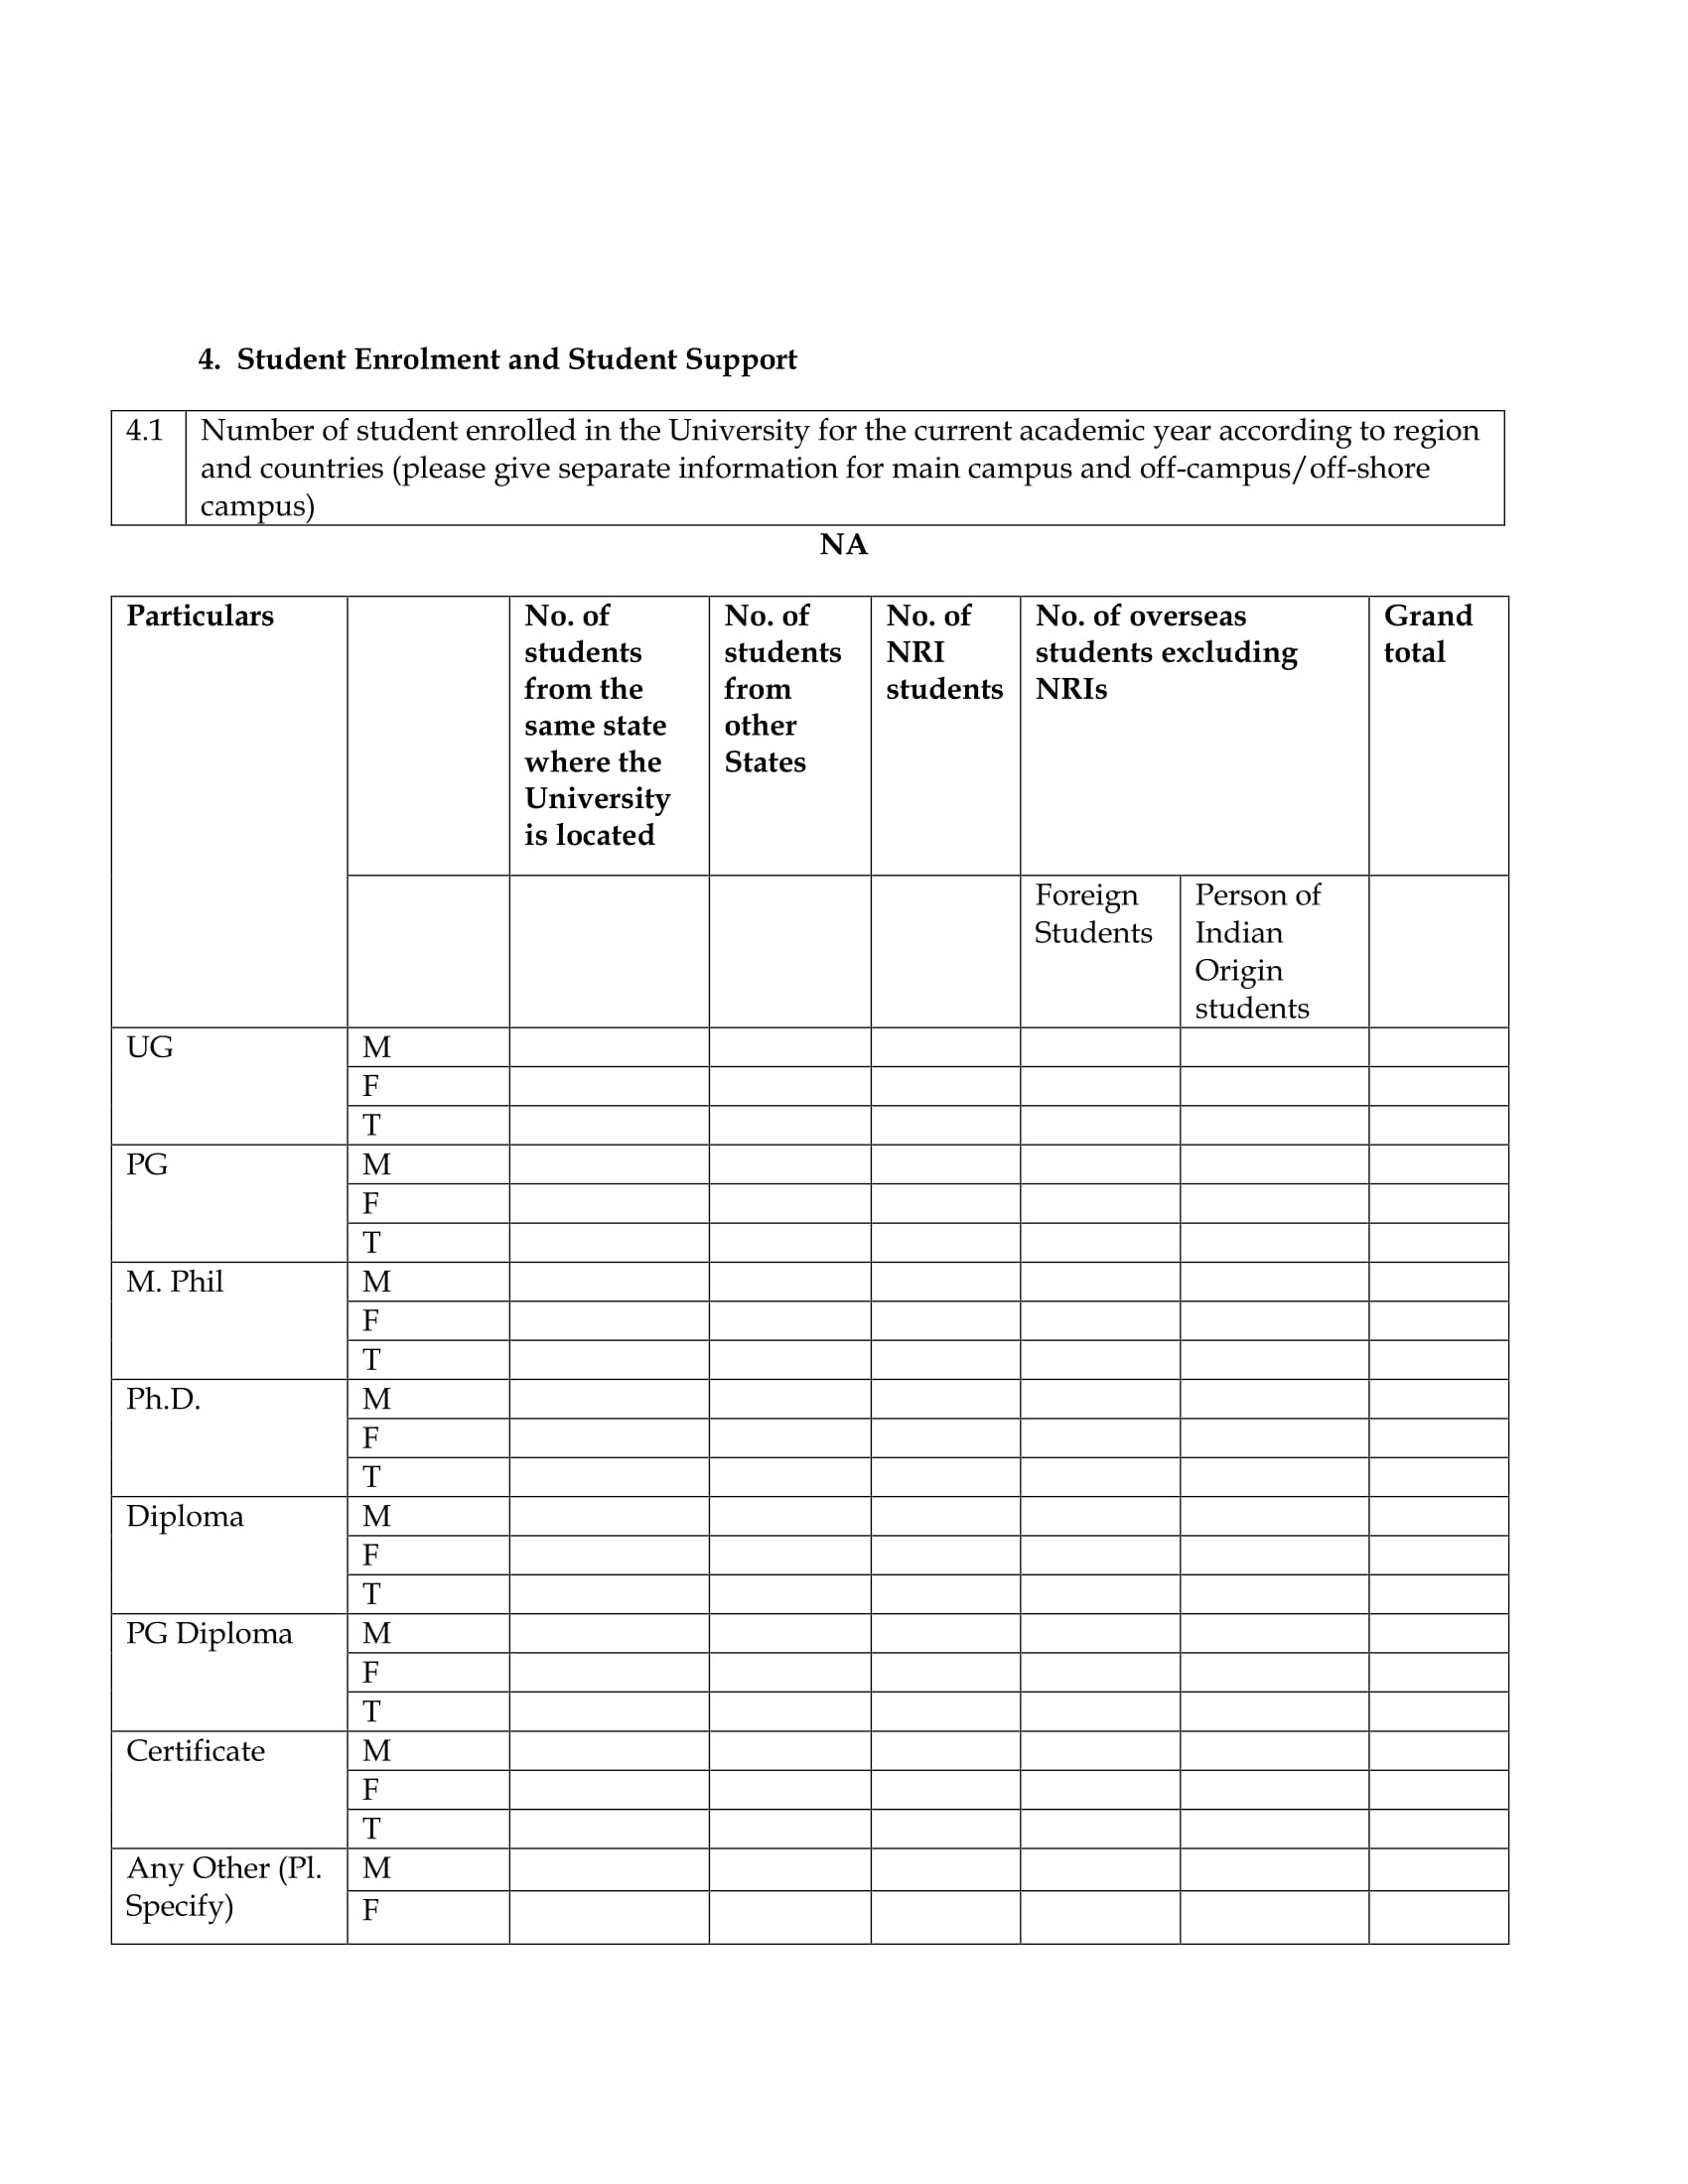 4. Student Enrolment and Student Support
4.1
Number of student enrolled in the University for the current academic year according to region
and countries (please give separate information for main campus and off-campus/off-shore
campus)
NA
Particulars
No. of
students
from the
same state
where the
University
is located
No. of
students
from
other
States
No. of
NRI
students
No. of overseas
students excluding
NRIs
Grand
total
Foreign
Students
Person of
Indian
Origin
students
UG
M
F
T
PG
M
F
T
M. Phil
M
F
T
Ph.D.
M
F
T
Diploma
M
F
T
PG Diploma
M
F
T
Certificate
M
F
T
Any Other (Pl.
Specify)
M
F